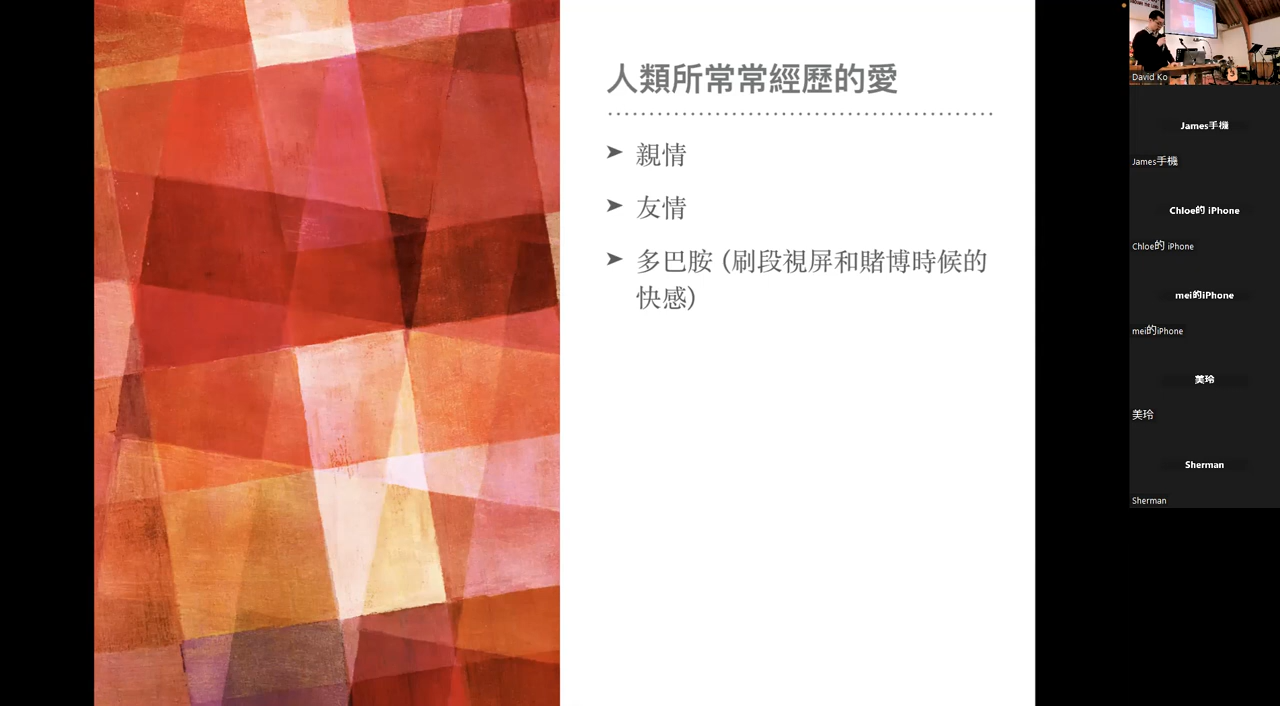 人類所常常經歷的愛
➤ 親情
➤ 友情
➤ 多巴胺 (刷段視屏和賭博時候的
快感)
David Ko
James手機
James手機
Chloe的 iPhone
Chloe的 iPhone
mei的iPhone
mei的iPhone
美玲
美玲
Sherman
Sherman